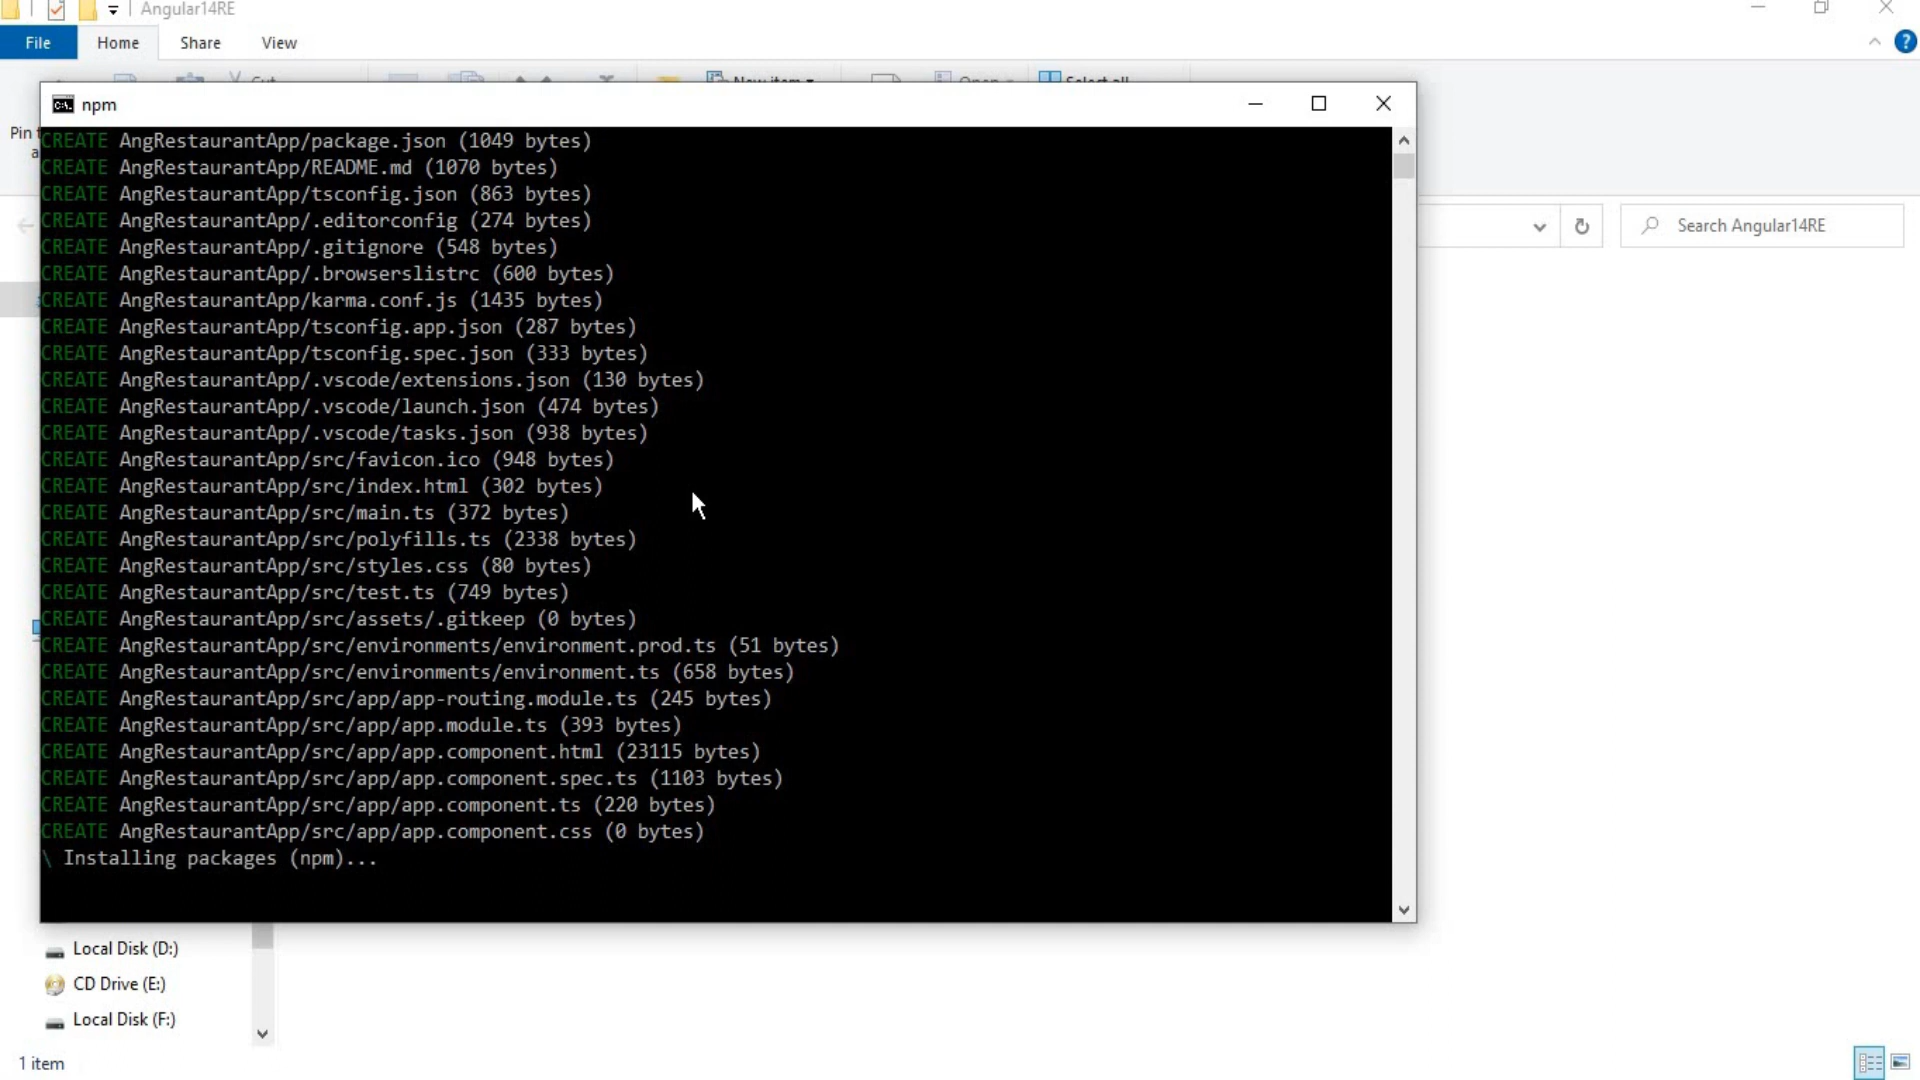 Angular14RE
File
Home
Share
View
New item
Select all
npm
Pin
CREATE AngRestaurantApp/package.json (1049 bytes)
CREATE AngRestaurantApp/README.md (1070 bytes)
CREATE AngRestaurantApp/tsconfig.json (863 bytes)
CREATE AngRestaurantApp/.editorconfig (274 bytes)
CREATE AngRestaurantApp/.gitignore (548 bytes)
CREATE AngRestaurantApp/.browserslistrc (600 bytes)
CREATE AngRestaurantApp/karma.conf.js (1435 bytes)
CREATE AngRestaurantApp/tsconfig.app.json (287 bytes)
CREATE AngRestaurantApp/tsconfig.spec.json (333 bytes)
CREATE AngRestaurantApp/.vscode/extensions.json (130 bytes)
CREATE AngRestaurantApp/.vscode/launch.json (474 bytes)
CREATE AngRestaurantApp/.vscode/tasks.json (938 bytes)
CREATE AngRestaurantApp/src/favicon.ico (948 bytes)
CREATE AngRestaurantApp/src/index.html (302 bytes)
CREATE AngRestaurantApp/src/main.ts (372 bytes)
CREATE AngRestaurantApp/src/polyfills.ts (2338 bytes)
CREATE AngRestaurantApp/src/styles.css (80 bytes)
CREATE AngRestaurantApp/src/test.ts (749 bytes)
CREATE AngRestaurantApp/src/assets/.gitkeep (0 bytes)
CREATE AngRestaurantApp/src/environments/environment.prod.ts (51 bytes)
CREATE AngRestaurantApp/src/environments/environment.ts (658 bytes)
CREATE AngRestaurantApp/src/app/app-routing.module.ts (245 bytes)
CREATE AngRestaurantApp/src/app/app.module.ts (393 bytes)
CREATE AngRestaurantApp/src/app/app.component.html (23115 bytes)
CREATE AngRestaurantApp/src/app/app.component.spec.ts (1103 bytes)
CREATE AngRestaurantApp/src/app/app.component.ts (220 bytes)
CREATE AngRestaurantApp/src/app/app.component.css (0 bytes)
\ Installing packages (npm)...
Search Angular14RE
Local Disk (D:)
CD Drive (E:)
Local Disk (F:)
1 item